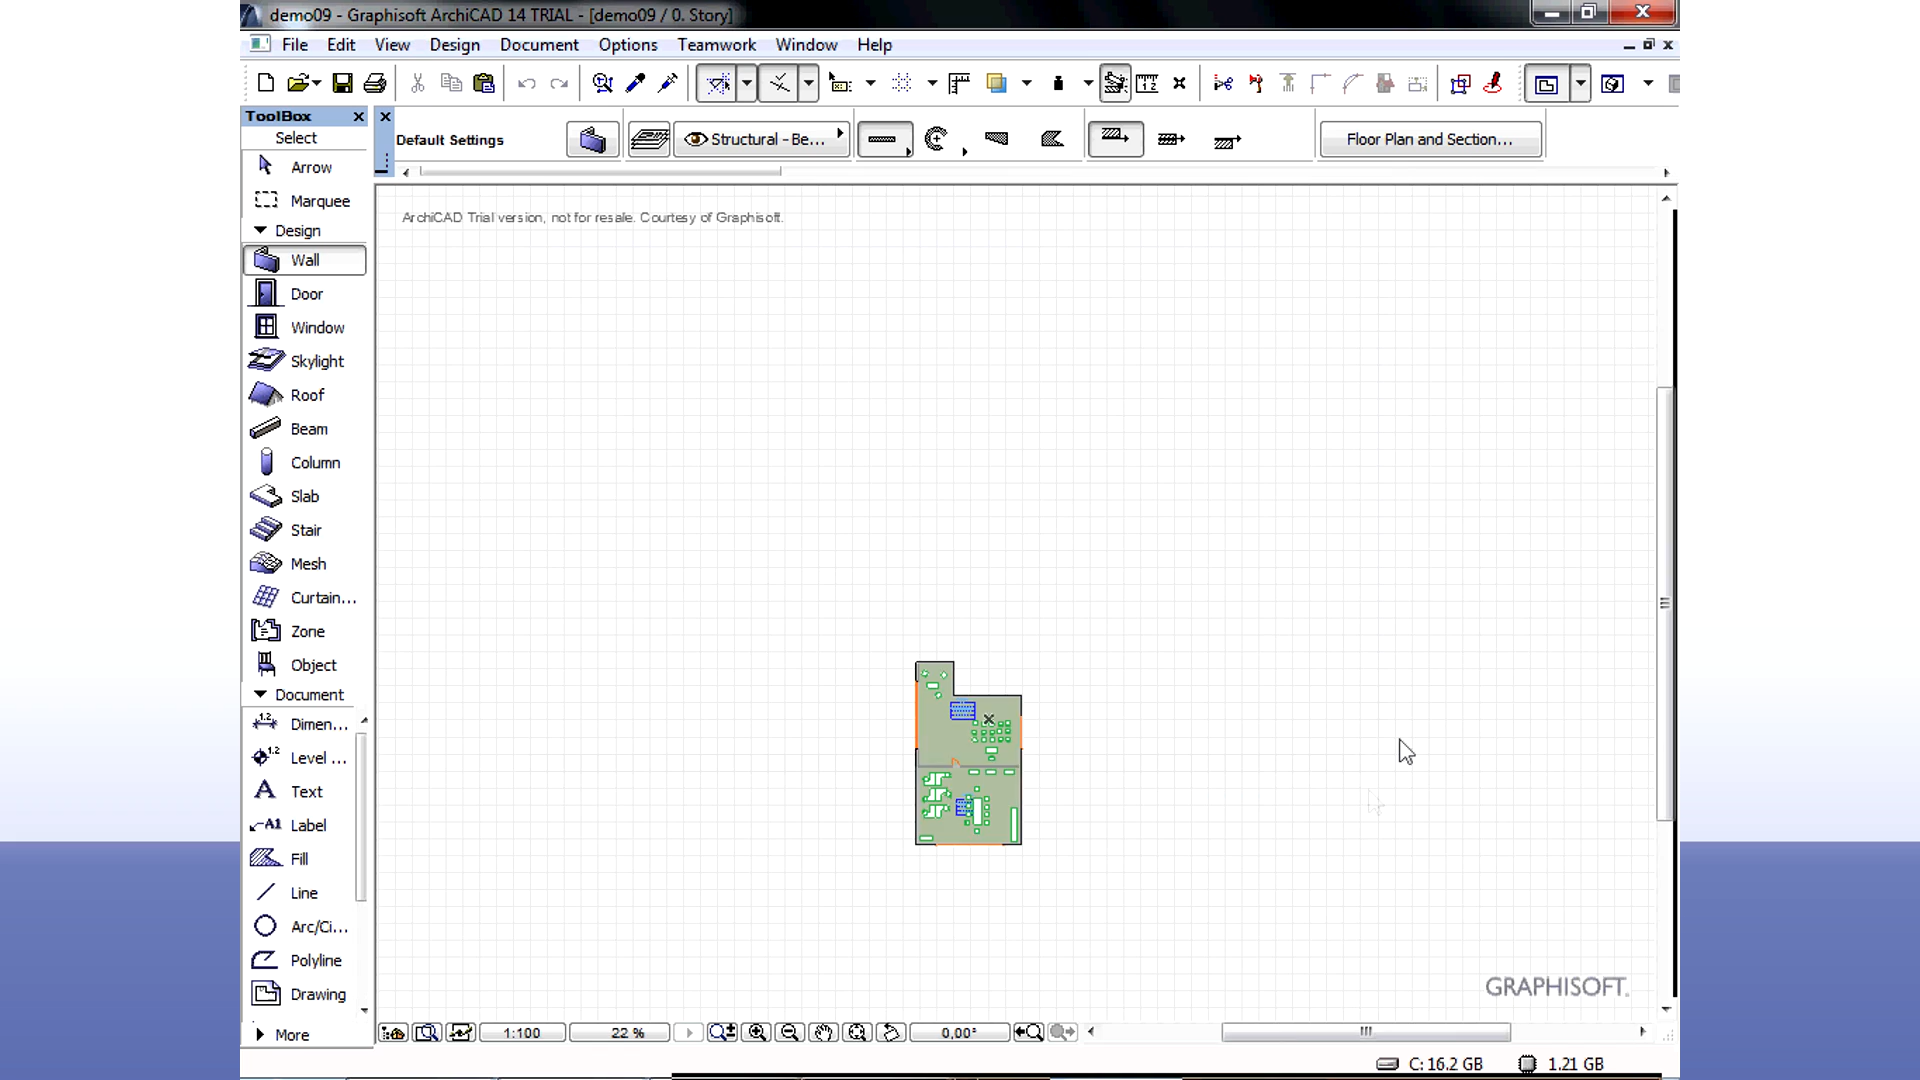 demo09 - Graphisoft ArchiCAD 14 TRIAL - [demo09 / 0. Story]
File Edit View Design Document Options Teamwork Window Help
ToolBox
Select
Arrow
Marquee
Design
Wall
Door
Window
Skylight
Roof
Beam
Column
Slab
Stair
Mesh
Curtain...
Zone
Object
Document
Dimen...
Level ...
Text
Label
Fill
Line
Arc/Ci...
Polyline
Drawing
More
Default Settings
Structural - Be...
Floor Plan and Section...
ArchiCAD Trial version, not for resale. Courtesy of Graphisoft.
GRAPHISOFT.
1:100
22 %
0,00°
C: 16.2 GB
1.21 GB